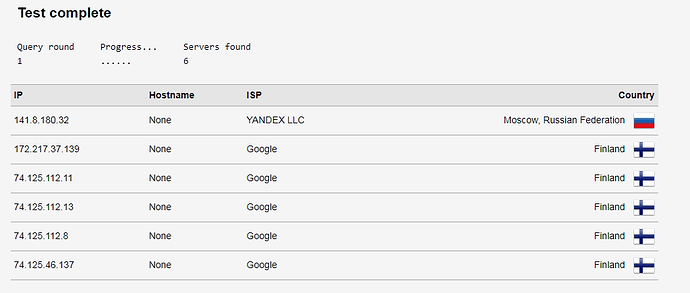 Test complete
Query round Progress... Servers found
1 ...... 6
IP Hostname ISP Country
141.8.180.32 None YANDEX LLC Moscow, Russian Federation
172.217.37.139 None Google Finland
74.125.112.11 None Google Finland
74.125.112.13 None Google Finland
74.125.112.8 None Google Finland
74.125.46.137 None Google Finland